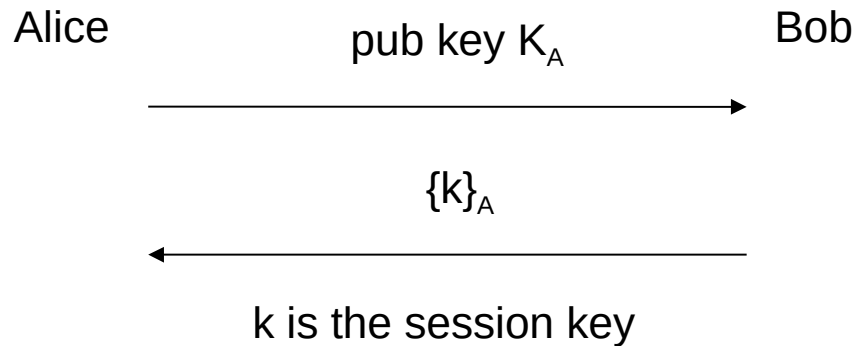 Alice
Bob
pub key K_A
{k}_A
k is the session key